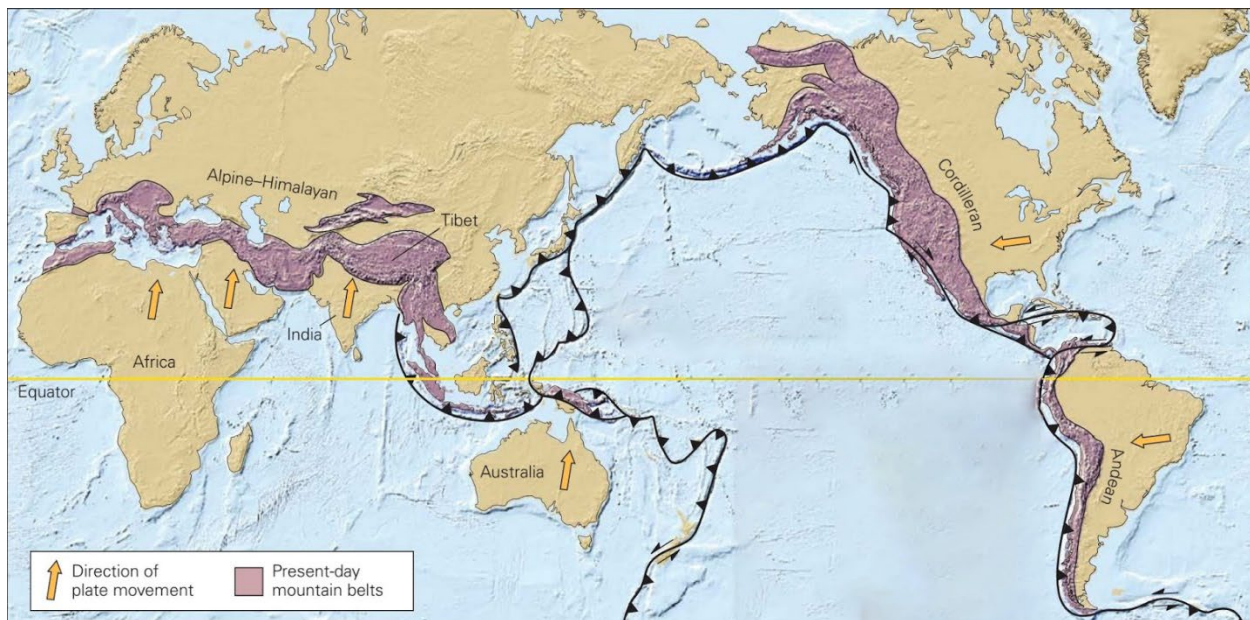 Alpine–Himalayan
Tibet
Cordilleran
India
Africa
Equator
Australia
Andean
Direction of
plate movement
Present-day
mountain belts